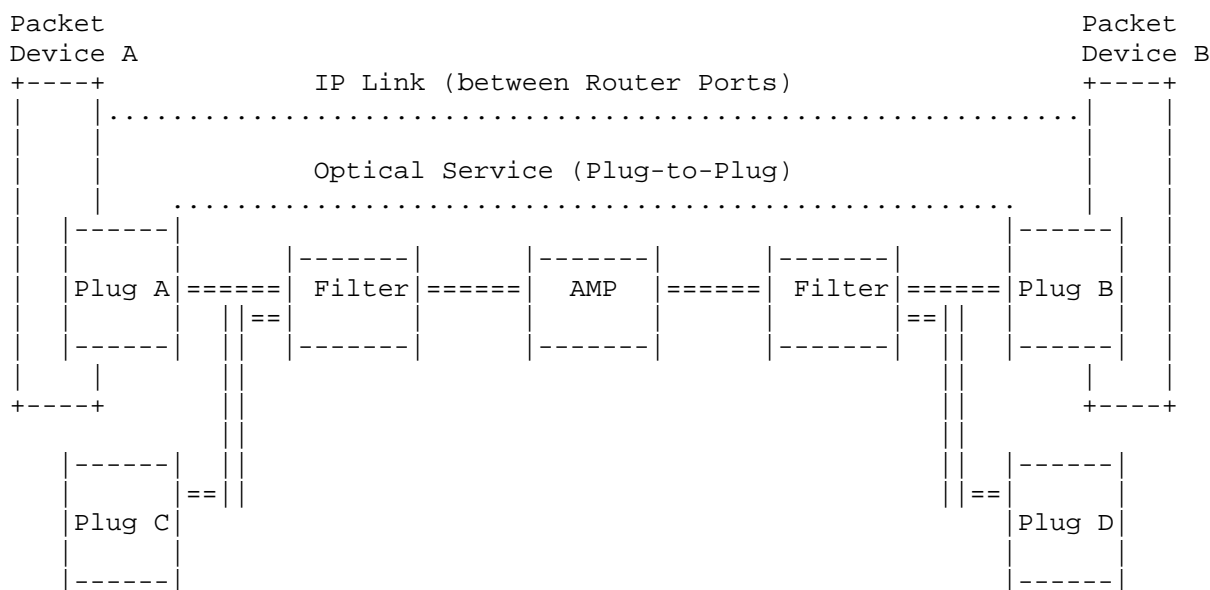 Packet Packet
Device A Device B
IP Link (between Router Ports)
Optical Service (Plug-to-Plug)
Plug A Filter AMP Filter Plug B
Plug C Plug D